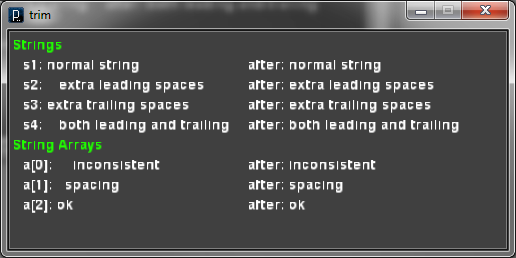 trim
Strings
s1: normal string after: normal string
s2:   extra leading spaces after: extra leading spaces
s3: extra trailing spaces after: extra trailing spaces
s4:   both leading and trailing after: both leading and trailing
String Arrays
a[0]:    inconsistent after: inconsistent
a[1]:  spacing after: spacing
a[2]: ok after: ok